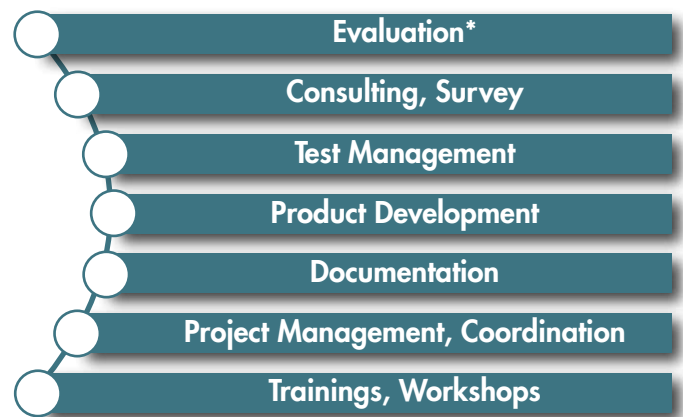 Evaluation*
Consulting, Survey
Test Management
Product Development
Documentation
Project Management, Coordination
Trainings, Workshops